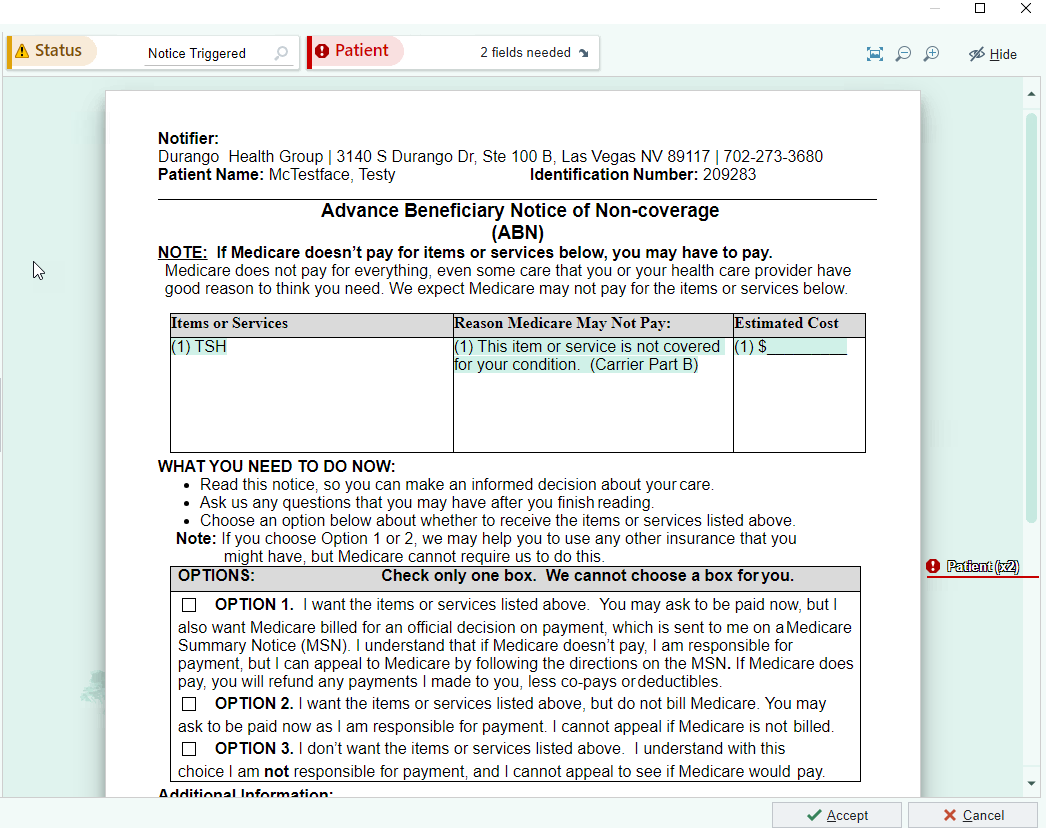 Status
Notice Triggered
Patient
2 fields needed
Hide
Notifier:
Durango Health Group | 3140 S Durango Dr, Ste 100 B, Las Vegas NV 89117 | 702-273-3680
Patient Name: McTestface, Testy Identification Number: 209283
Advance Beneficiary Notice of Non-coverage
(ABN)
NOTE: If Medicare doesn’t pay for items or services below, you may have to pay.
Medicare does not pay for everything, even some care that you or your health care provider have
good reason to think you need. We expect Medicare may not pay for the items or services below.
Items or Services Reason Medicare May Not Pay: Estimated Cost
(1) TSH (1) This item or service is not covered (1) $__________
for your condition. (Carrier Part B)
WHAT YOU NEED TO DO NOW:
• Read this notice, so you can make an informed decision about your care.
• Ask us any questions that you may have after you finish reading.
• Choose an option below about whether to receive the items or services listed above.
Note: If you choose Option 1 or 2, we may help you to use any other insurance that you
might have, but Medicare cannot require us to do this.
Patient (x2)
OPTIONS: Check only one box. We cannot choose a box for you.
☐ OPTION 1. I want the items or services listed above. You may ask to be paid now, but I
also want Medicare billed for an official decision on payment, which is sent to me on a Medicare
Summary Notice (MSN). I understand that if Medicare doesn’t pay, I am responsible for
payment, but I can appeal to Medicare by following the directions on the MSN. If Medicare does
pay, you will refund any payments I made to you, less co-pays or deductibles.
☐ OPTION 2. I want the items or services listed above, but do not bill Medicare. You may
ask to be paid now as I am responsible for payment. I cannot appeal if Medicare is not billed.
☐ OPTION 3. I don’t want the items or services listed above. I understand with this
choice I am not responsible for payment, and I cannot appeal to see if Medicare would pay.
Additional Information:
Accept
Cancel